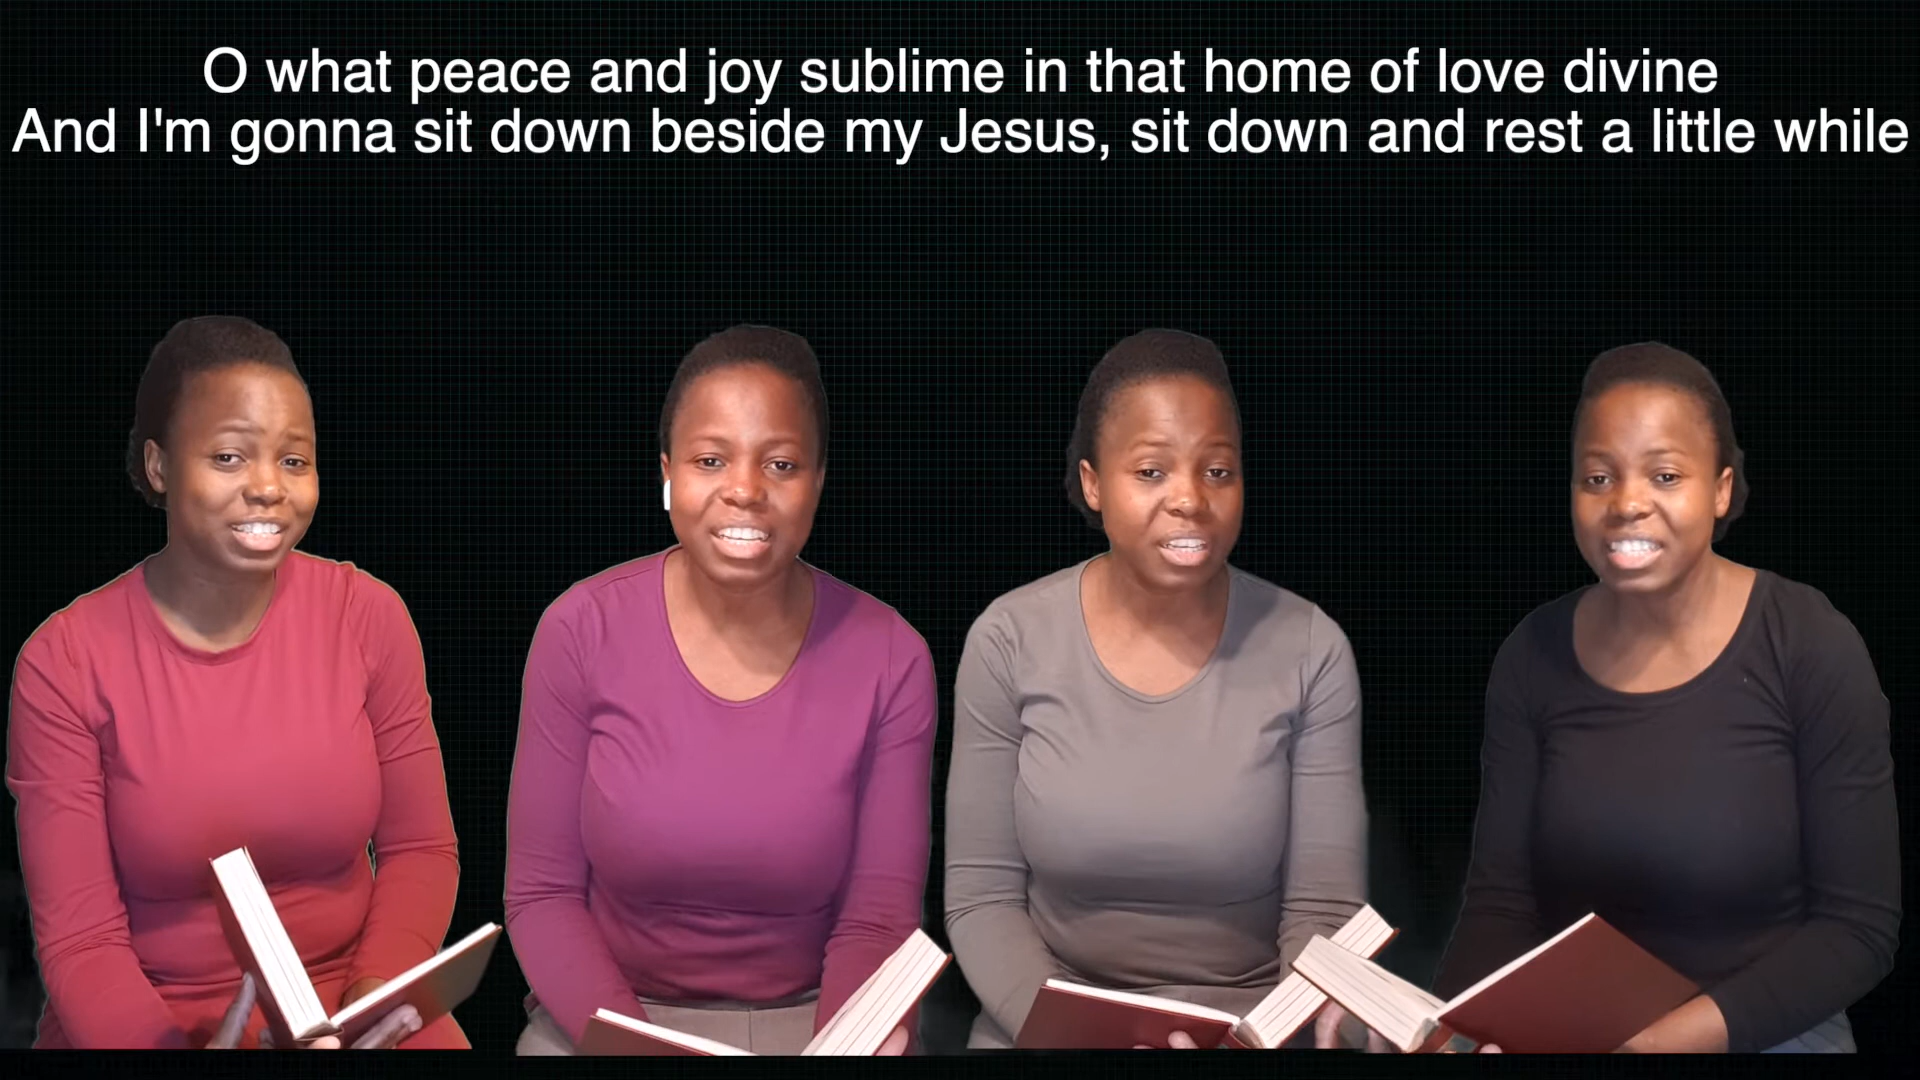 O what peace and joy sublime in that home of love divine
And I'm gonna sit down beside my Jesus, sit down and rest a little while